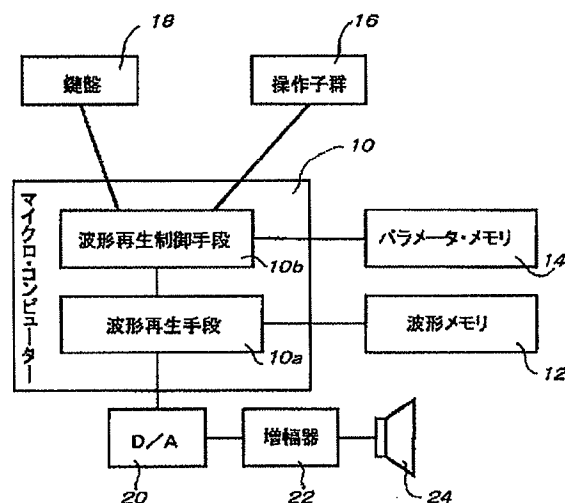 18
16
鍵盤
操作子群
10
マイクロ・コンピューター
波形再生制御手段
パラメータ・メモリ
10b
14
波形再生手段
波形メモリ
10a
12
D/A
増幅器
20
22
24